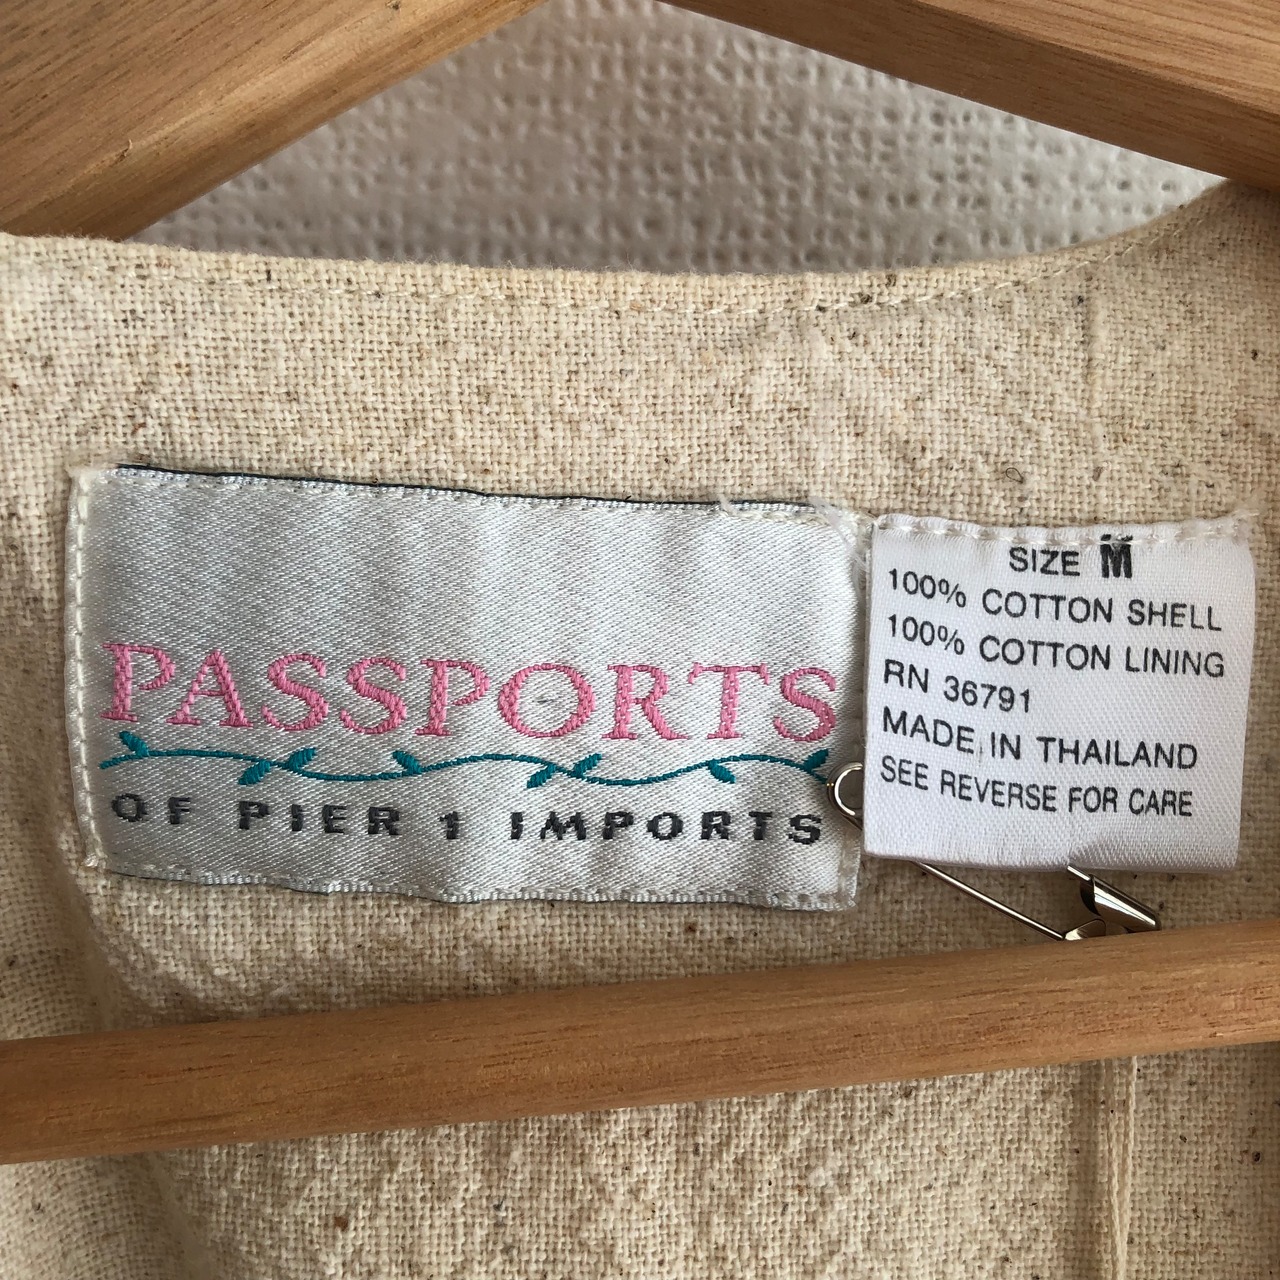 PASSPORTS
OF PIER 1 IMPORTS
SIZE M
100% COTTON SHELL
100% COTTON LINING
RN 36791
MADE IN THAILAND
SEE REVERSE FOR CARE